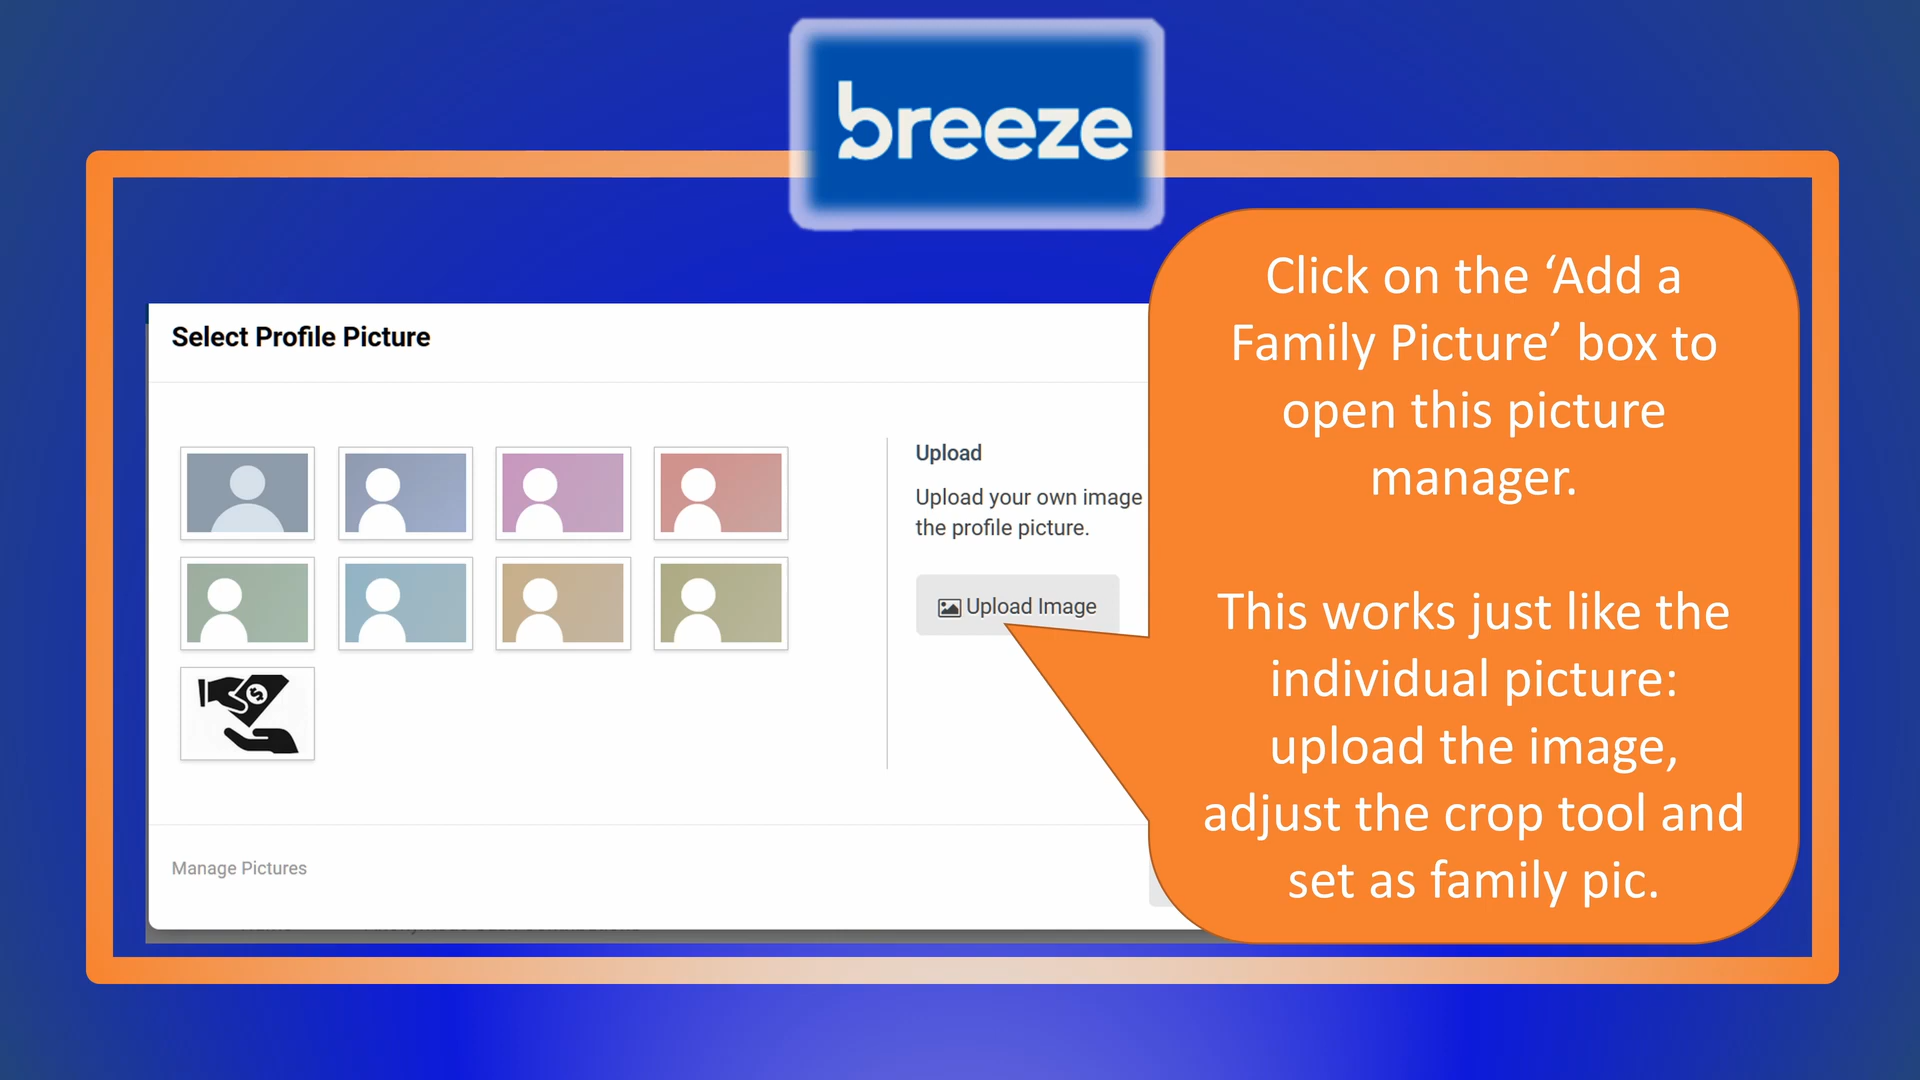 breeze
Select Profile Picture
Upload
Upload your own image
the profile picture.
Upload Image
Manage Pictures
Click on the ‘Add a
Family Picture’ box to
open this picture
manager.
This works just like the
individual picture:
upload the image,
adjust the crop tool and
set as family pic.